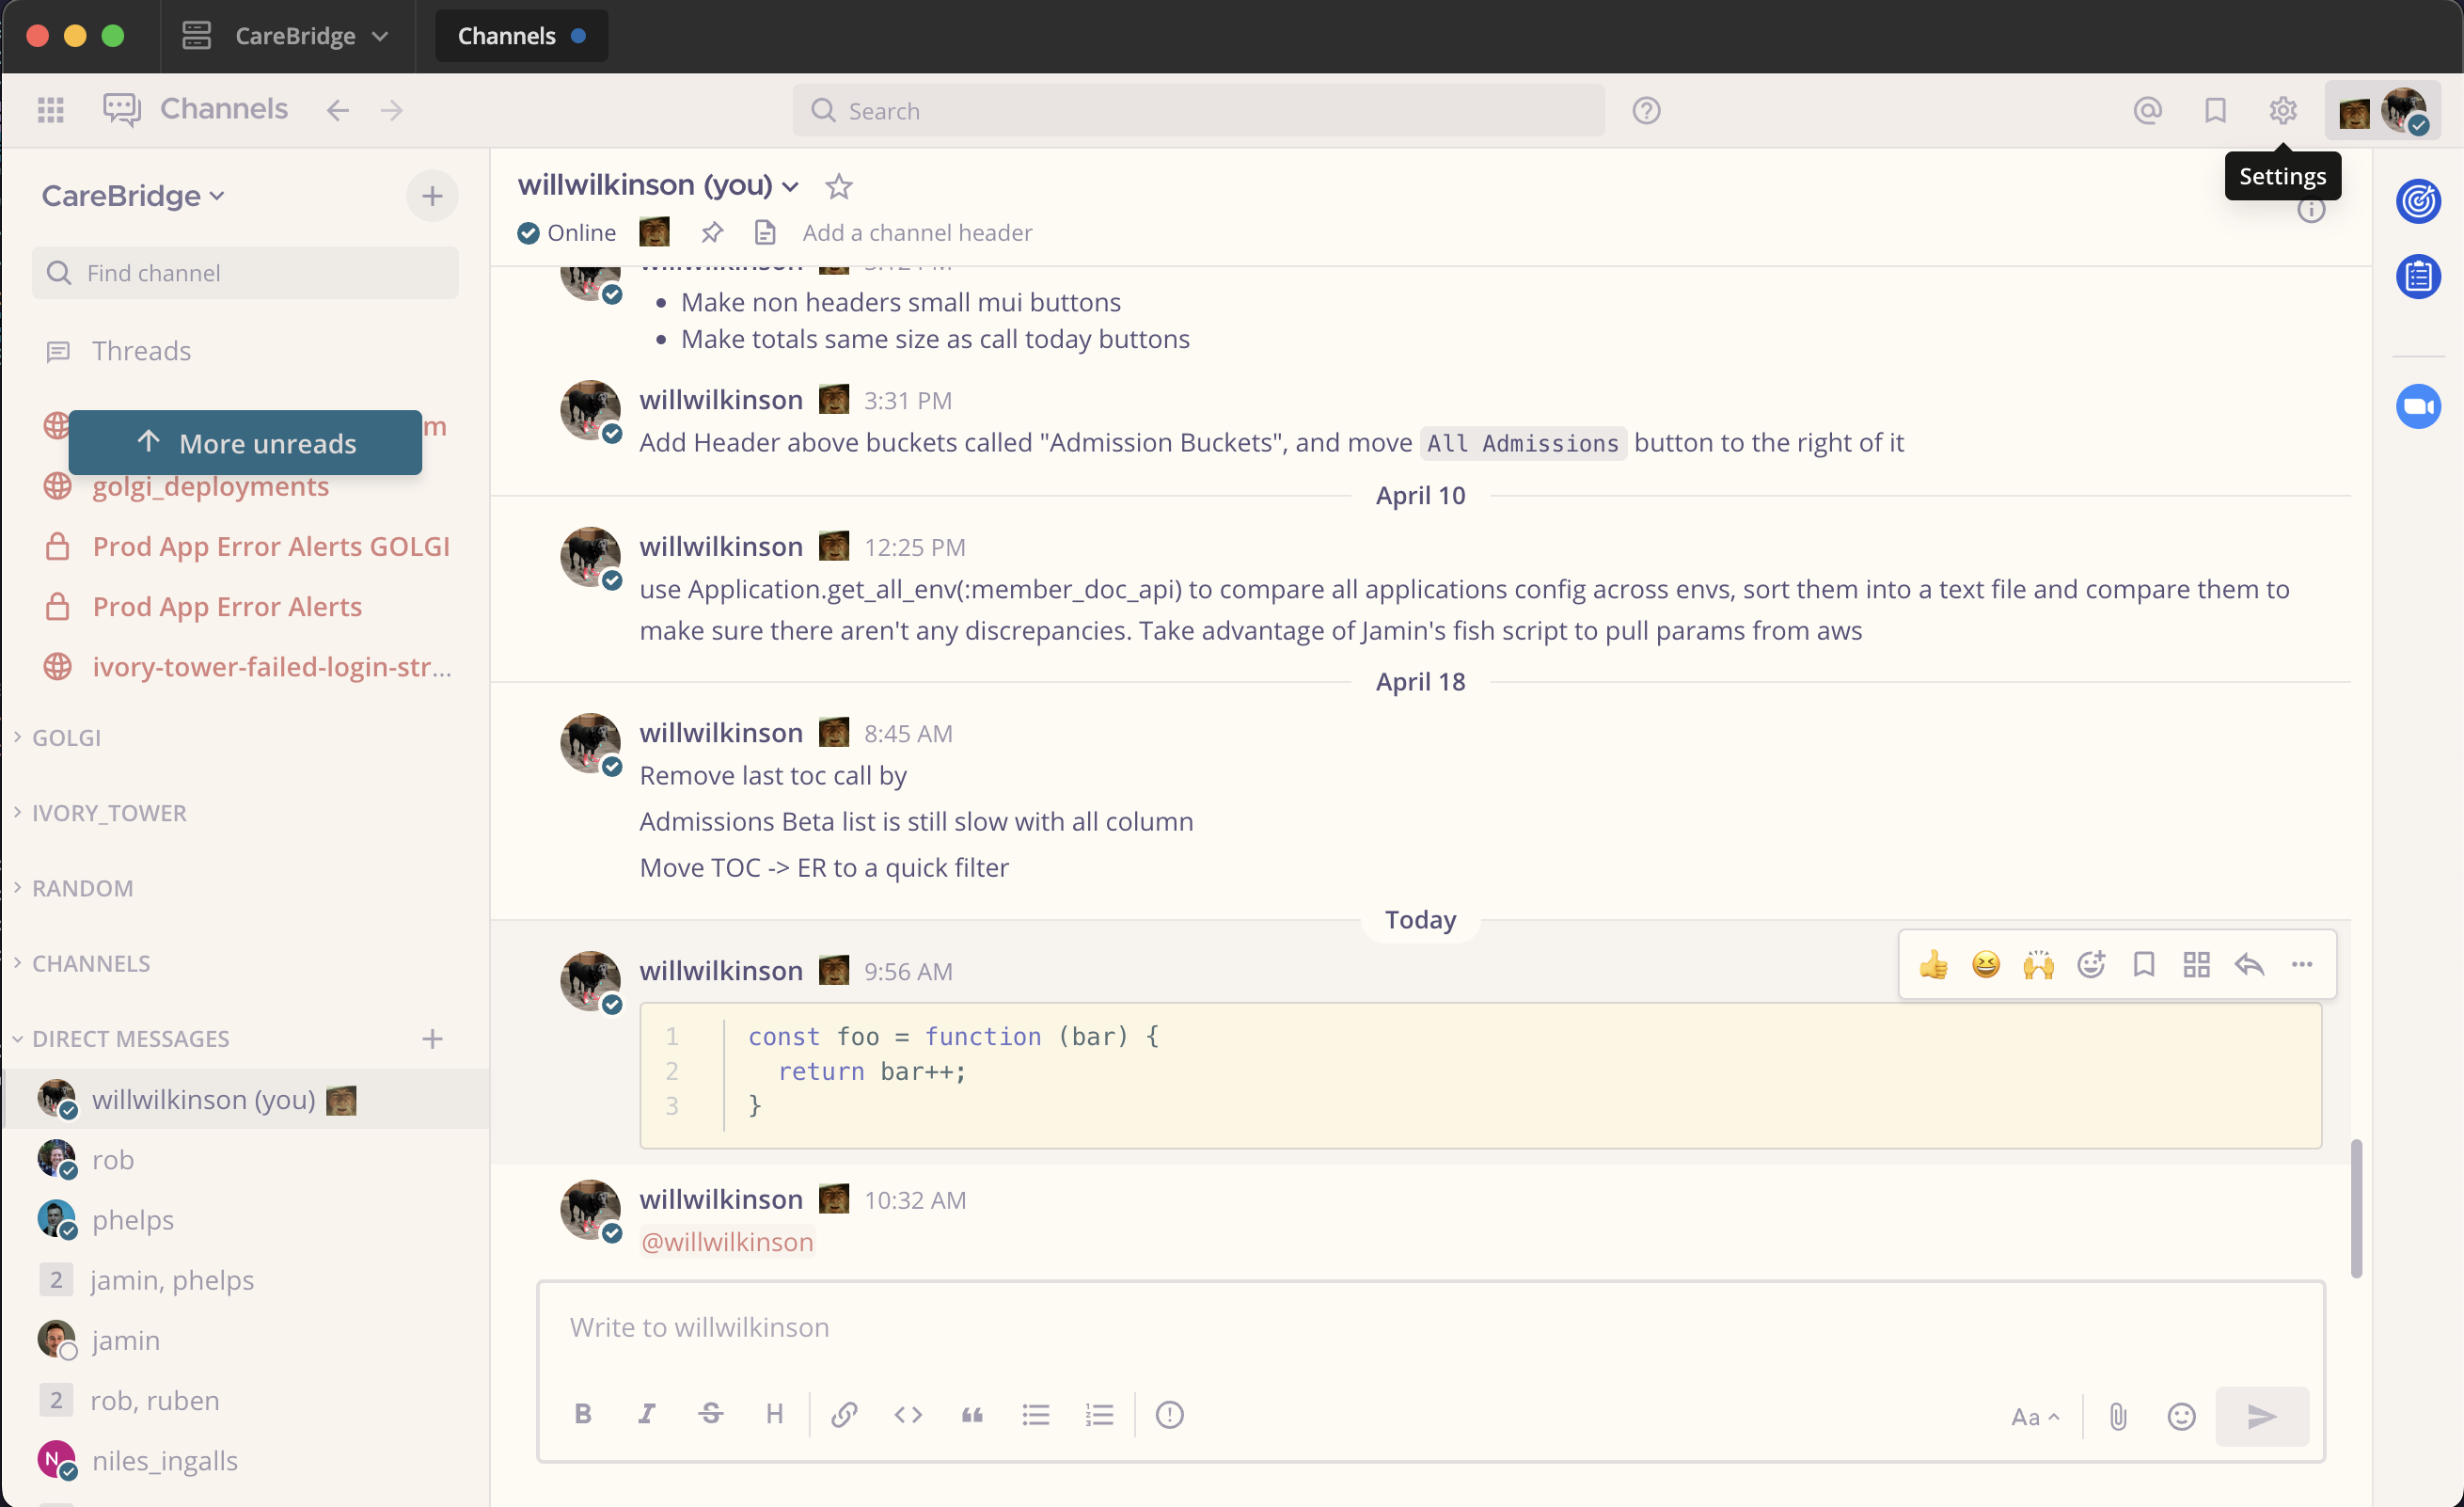 CareBridge
Channels
Channels
Search
Settings
CareBridge
Find channel
Threads
m
More unreads
golgi_deployments
Prod App Error Alerts GOLGI
Prod App Error Alerts
ivory-tower-failed-login-str...
GOLGI
IVORY_TOWER
RANDOM
CHANNELS
DIRECT MESSAGES
willwilkinson (you)
rob
phelps
2 jamin, phelps
jamin
2 rob, ruben
N niles_ingalls
willwilkinson (you)
Online Add a channel header
• Make non headers small mui buttons
• Make totals same size as call today buttons
willwilkinson 3:31 PM
Add Header above buckets called "Admission Buckets", and move All Admissions button to the right of it
April 10
willwilkinson 12:25 PM
use Application.get_all_env(:member_doc_api) to compare all applications config across envs, sort them into a text file and compare them to
make sure there aren't any discrepancies. Take advantage of Jamin's fish script to pull params from aws
April 18
willwilkinson 8:45 AM
Remove last toc call by
Admissions Beta list is still slow with all column
Move TOC -> ER to a quick filter
Today
willwilkinson 9:56 AM
1 const foo = function (bar) {
2 return bar++;
3 }
willwilkinson 10:32 AM
@willwilkinson
Write to willwilkinson
B I S H Aa